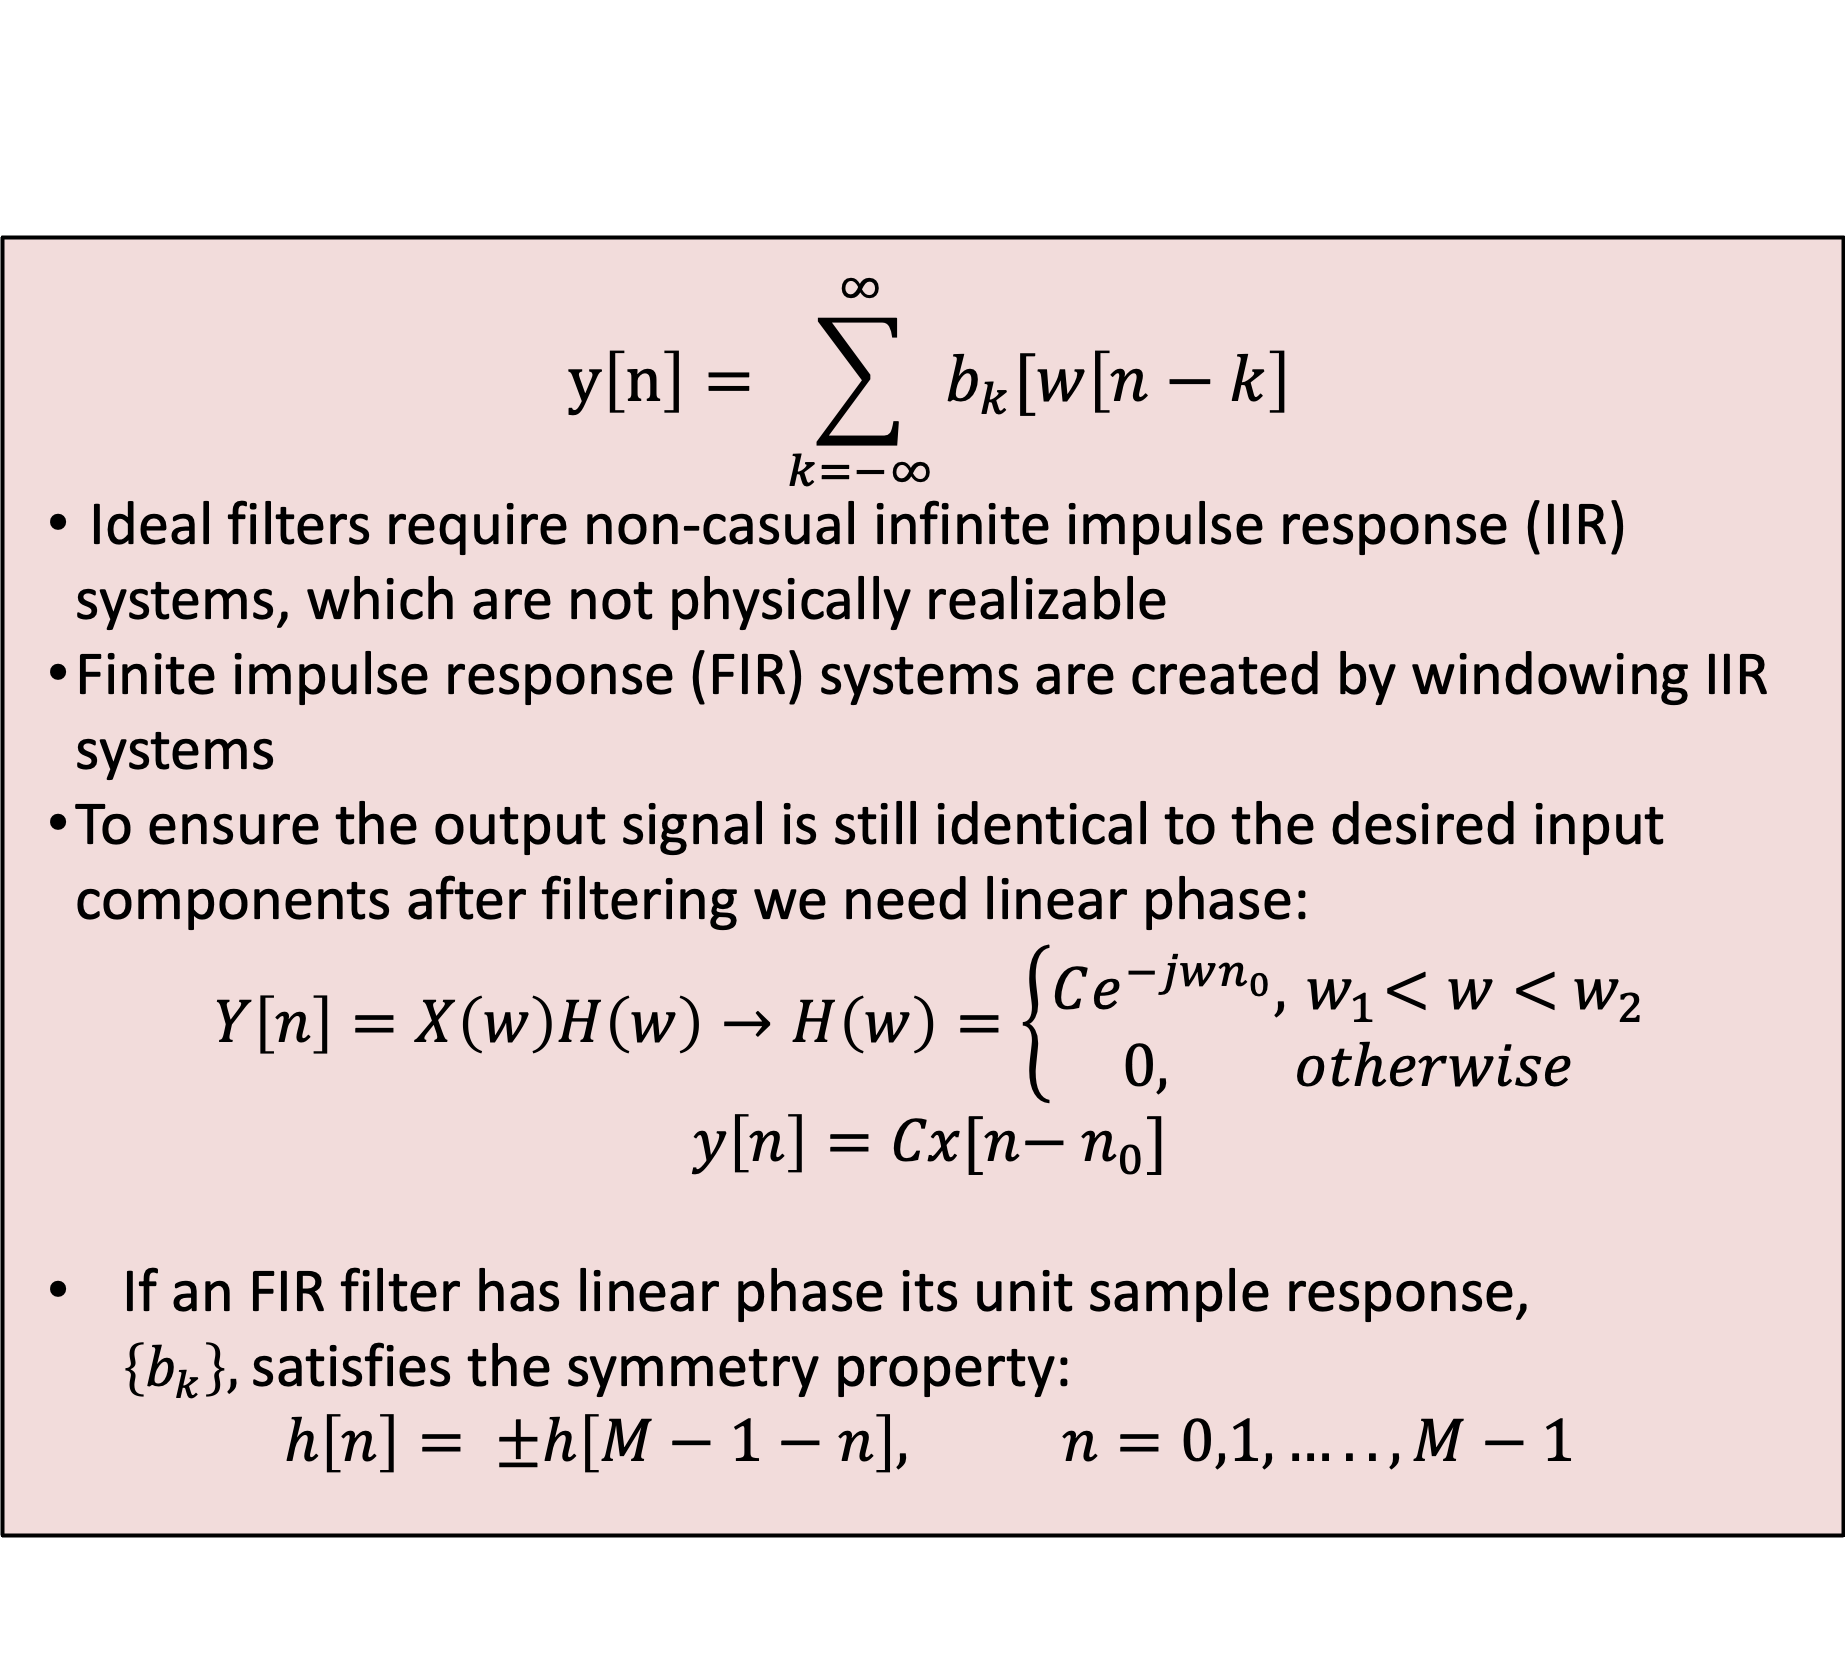 y[n] = ∑_{k=−∞}^{∞} b_k[w[n − k]
• Ideal filters require non-casual infinite impulse response (IIR)
systems, which are not physically realizable
•Finite impulse response (FIR) systems are created by windowing IIR
systems
•To ensure the output signal is still identical to the desired input
components after filtering we need linear phase:
Y[n] = X(w)H(w) → H(w) = { Ce^{−jwn_0}, w_1 < w < w_2
0, otherwise
y[n] = Cx[n− n_0]
• If an FIR filter has linear phase its unit sample response,
{b_k}, satisfies the symmetry property:
h[n] = ±h[M − 1 − n], n = 0,1, … . . , M − 1